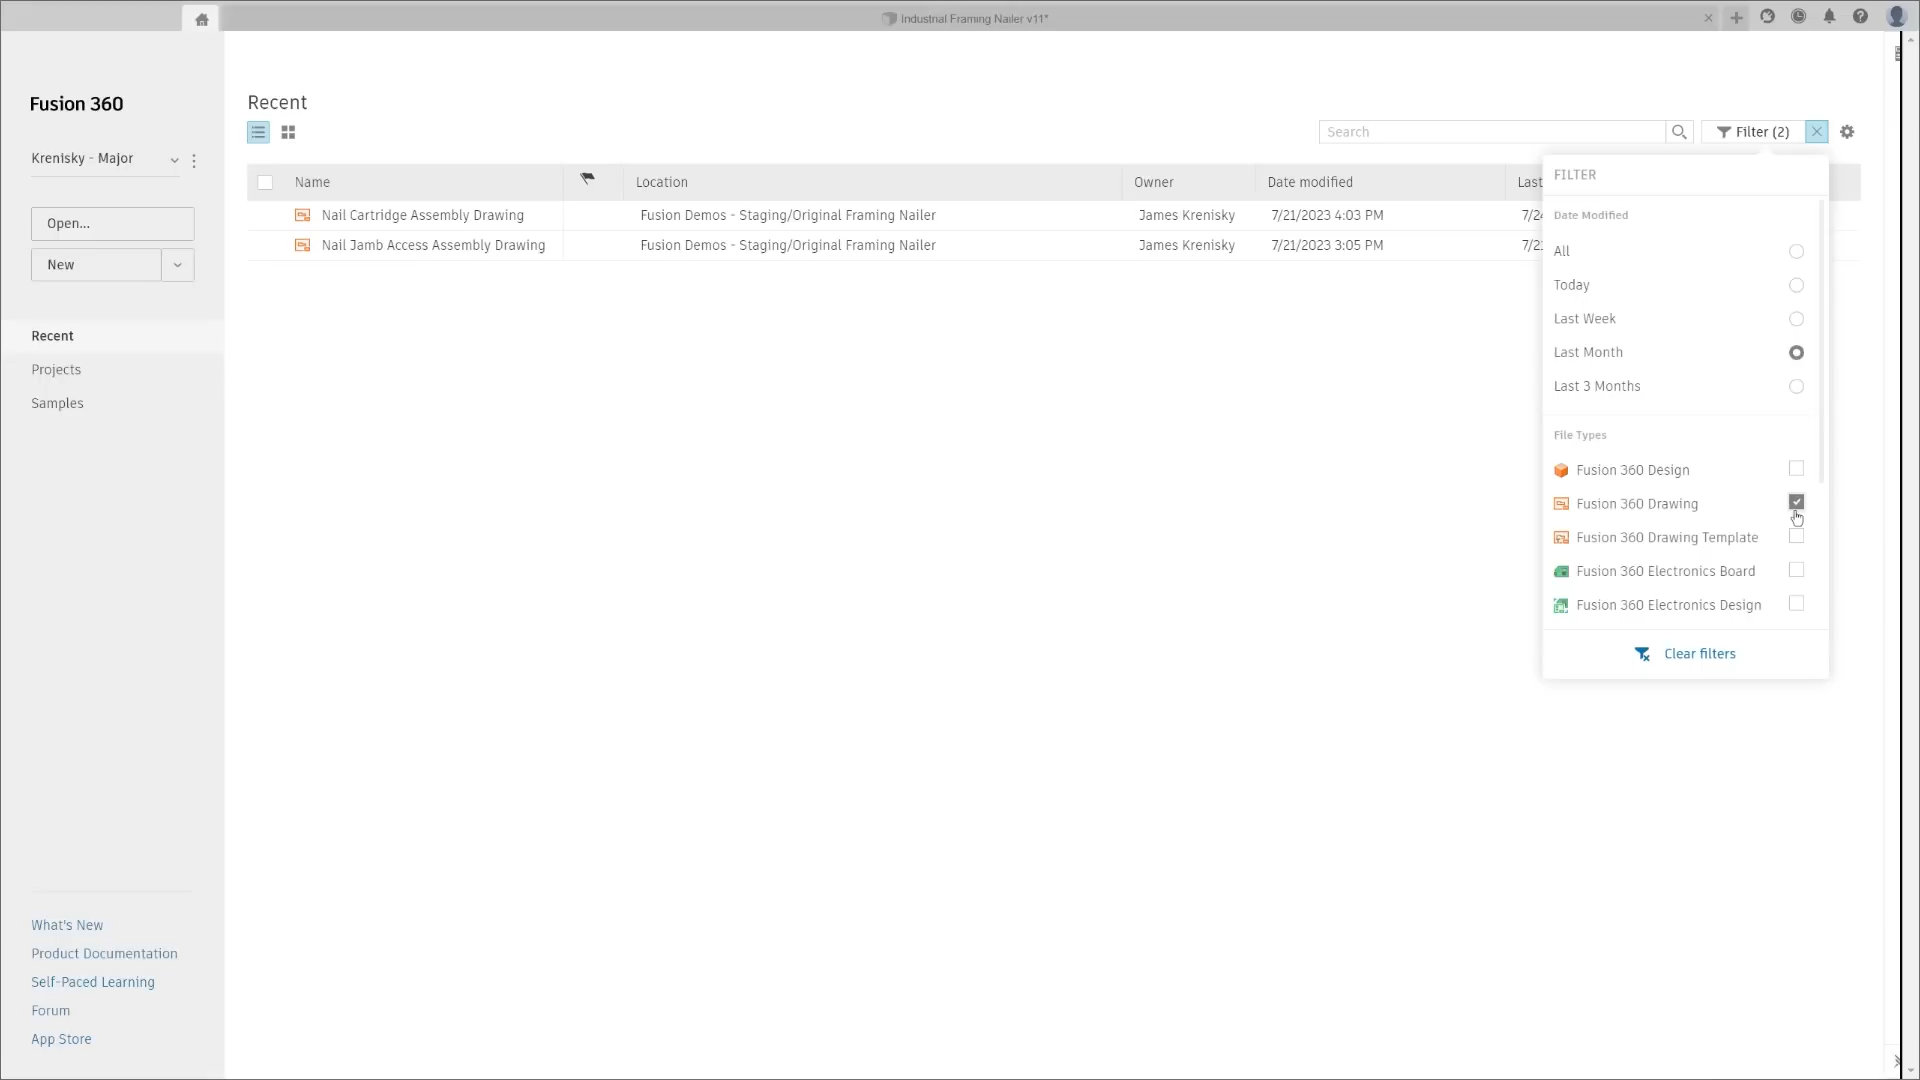 Industrial Framing Nailer v11*
Fusion 360
Krenisky - Major
Open...
New
Recent
Projects
Samples
What's New
Product Documentation
Self-Paced Learning
Forum
App Store
Recent
Search
Filter (2)
Name Location Owner Date modified Last
Nail Cartridge Assembly Drawing Fusion Demos - Staging/Original Framing Nailer James Krenisky 7/21/2023 4:03 PM 7/24
Nail Jamb Access Assembly Drawing Fusion Demos - Staging/Original Framing Nailer James Krenisky 7/21/2023 3:05 PM 7/21
FILTER
Date Modified
All
Today
Last Week
Last Month
Last 3 Months
File Types
Fusion 360 Design
Fusion 360 Drawing
Fusion 360 Drawing Template
Fusion 360 Electronics Board
Fusion 360 Electronics Design
Clear filters